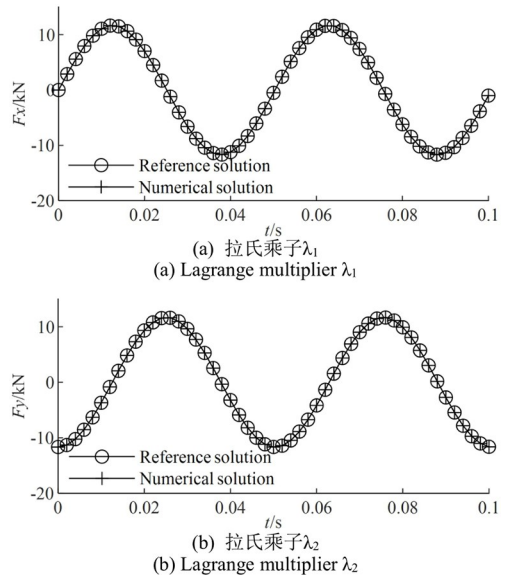 10
0
-10
-20
Fx/kN
Reference solution
Numerical solution
0 0.02 0.04 0.06 0.08 0.1
t/s
(a) 拉氏乘子λ1
(a) Lagrange multiplier λ1
10
0
-10
-20
Fy/kN
Reference solution
Numerical solution
0 0.02 0.04 0.06 0.08 0.1
t/s
(b) 拉氏乘子λ2
(b) Lagrange multiplier λ2